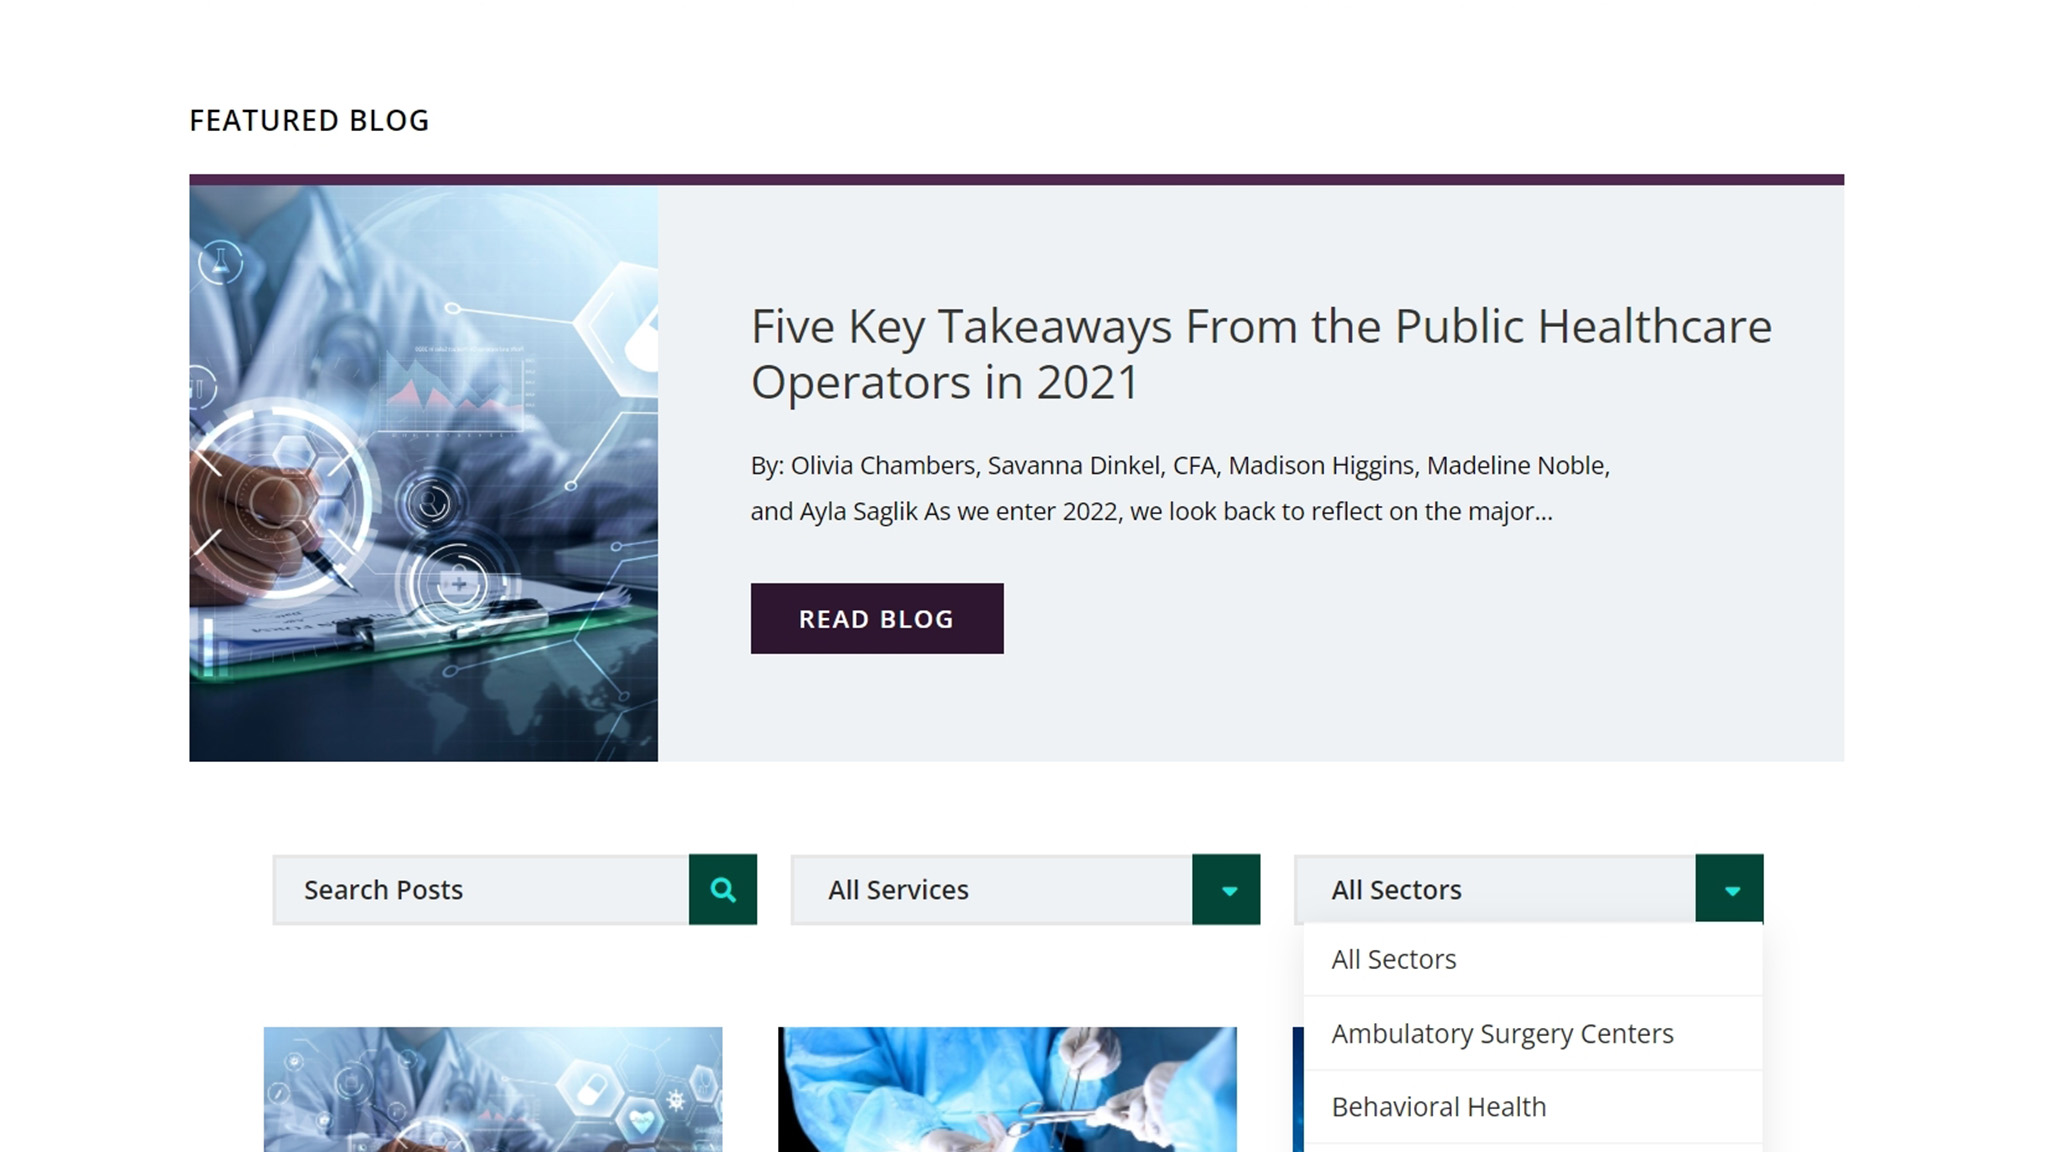 FEATURED BLOG
Five Key Takeaways From the Public Healthcare
Operators in 2021
By: Olivia Chambers, Savanna Dinkel, CFA, Madison Higgins, Madeline Noble,
and Ayla Saglik As we enter 2022, we look back to reflect on the major...
READ BLOG
Search Posts
All Services
All Sectors
All Sectors
Ambulatory Surgery Centers
Behavioral Health